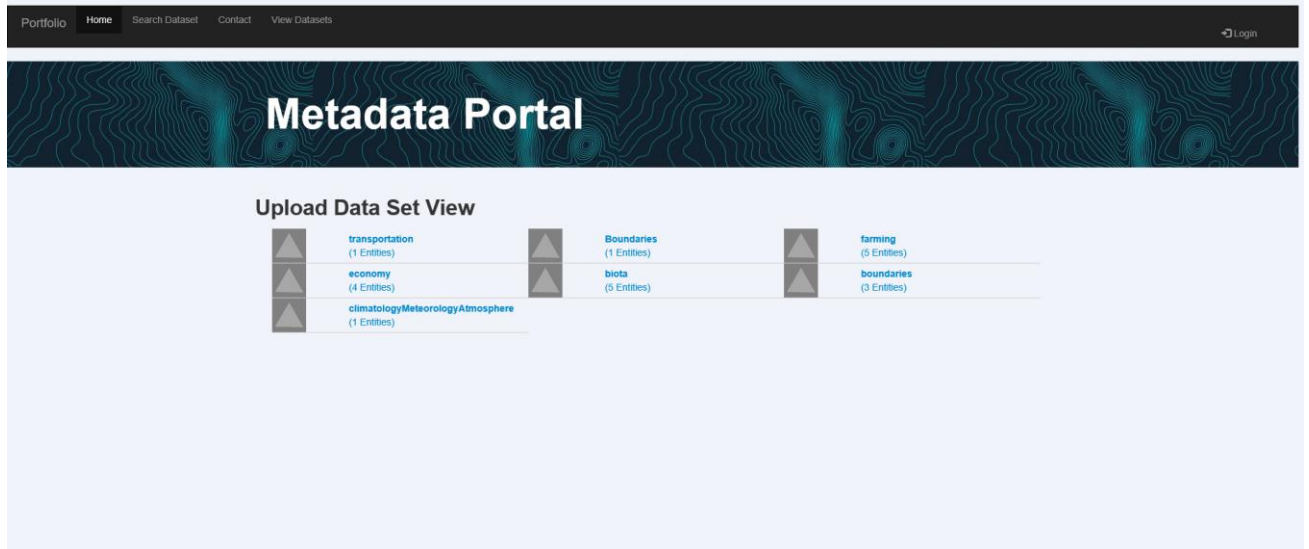 Portfolio Home Search Dataset Contact View Datasets
Login
Metadata Portal
Upload Data Set View
transportation Boundaries farming
(1 Entities) (1 Entities) (5 Entities)
economy biota boundaries
(4 Entities) (5 Entities) (3 Entities)
climatologyMeteorologyAtmosphere
(1 Entities)